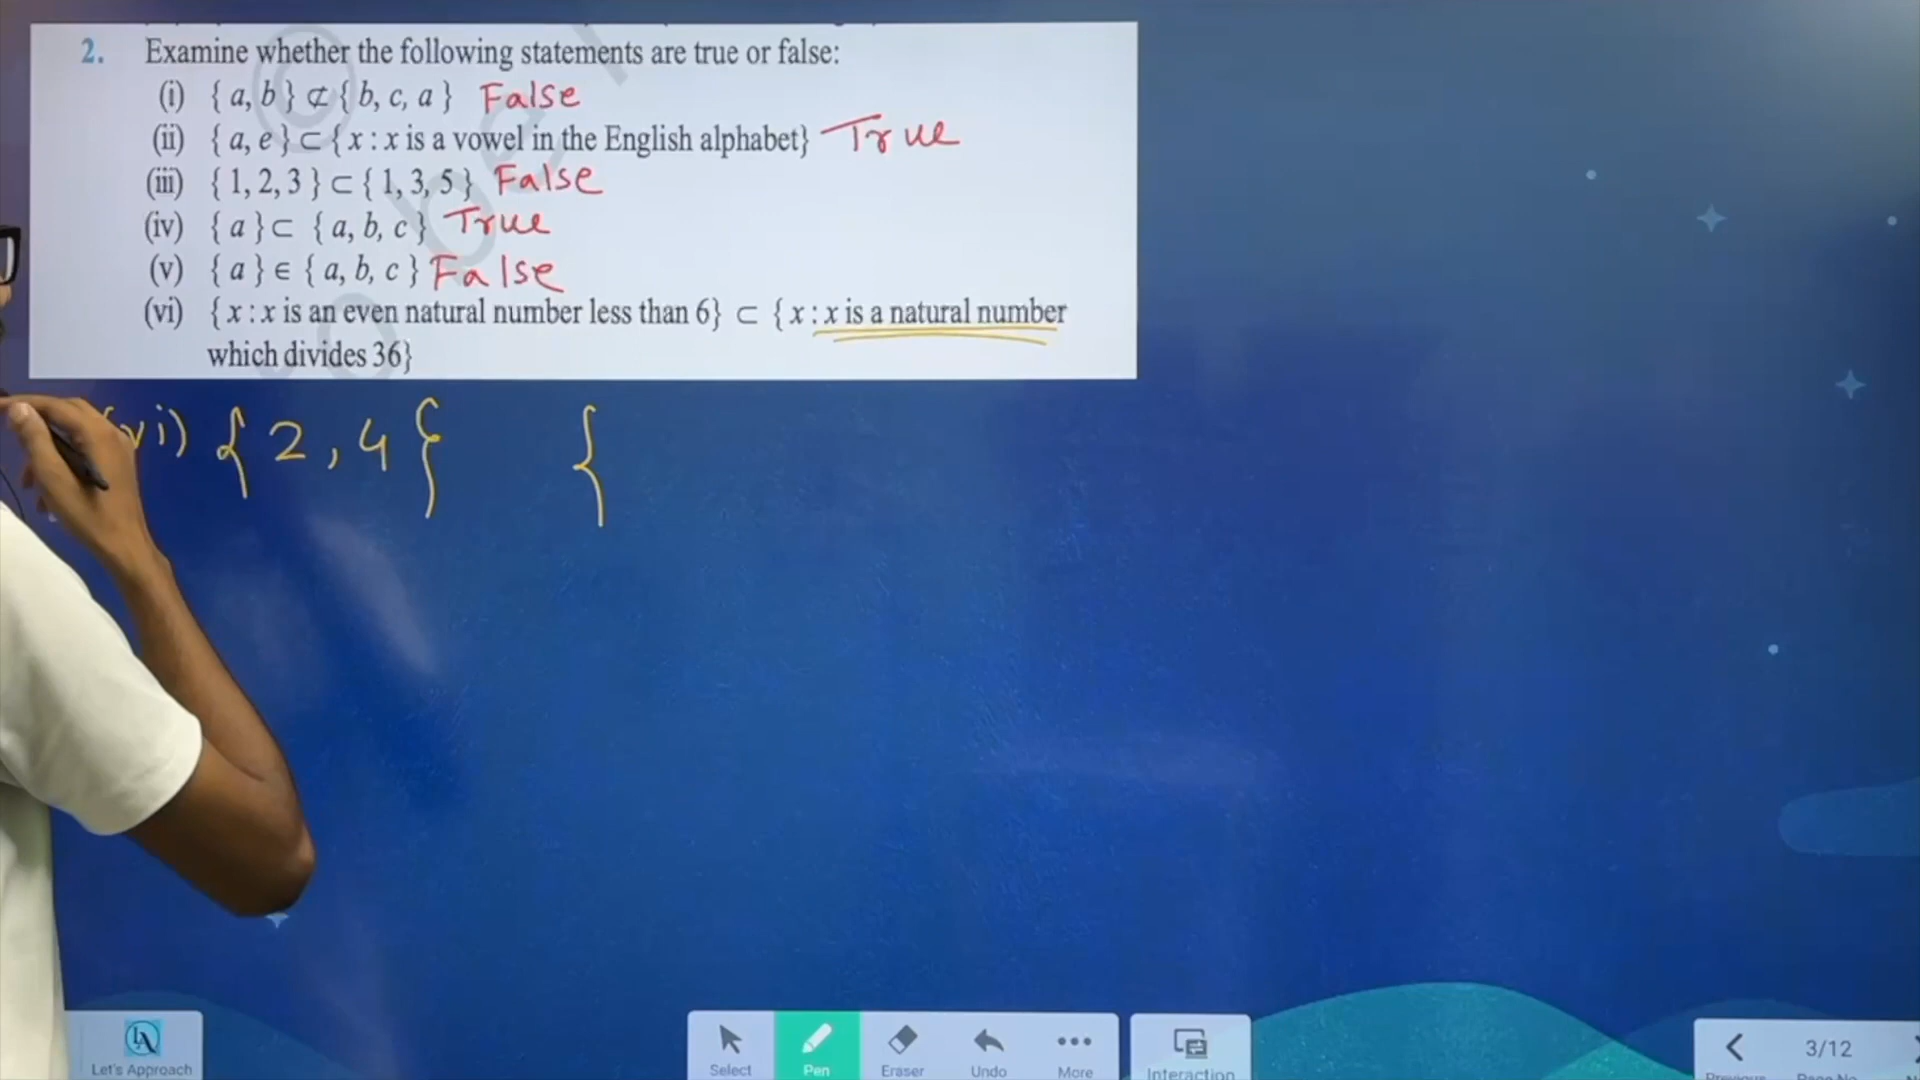 2. Examine whether the following statements are true or false:
(i) { a, b } ⊄ { b, c, a } False
(ii) { a, e } ⊂ { x : x is a vowel in the English alphabet} True
(iii) { 1, 2, 3 } ⊂ { 1, 3, 5 } False
(iv) { a } ⊂ { a, b, c } True
(v) { a } ∈ { a, b, c } False
(vi) { x : x is an even natural number less than 6} ⊂ { x : x is a natural number
which divides 36}
(vi) { 2 , 4 } {
Let's Approach
Select Pen Eraser Undo More Interaction
3/12
Previous Page No.